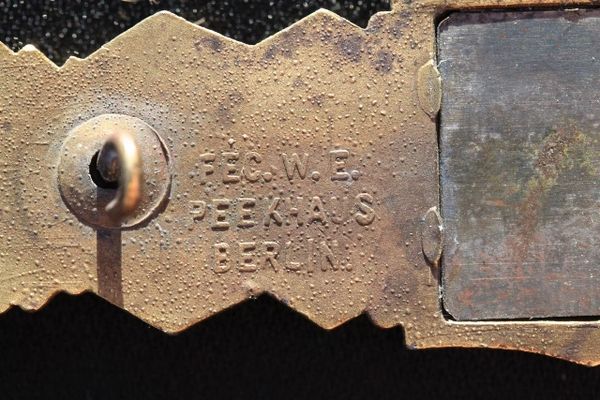 FEC. W. E.
PEEKHAUS
BERLIN.